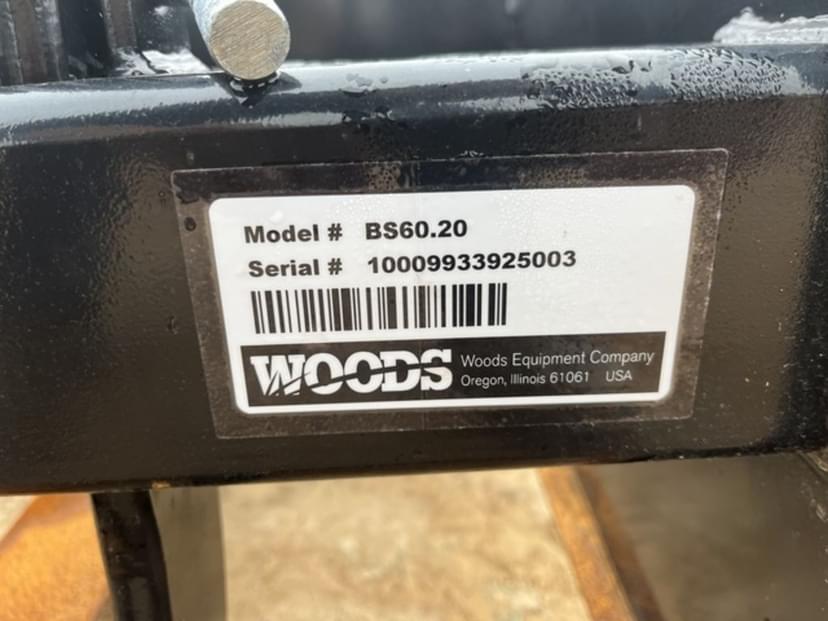 Model # BS60.20
Serial # 10009933925003
WOODS
Woods Equipment Company
Oregon, Illinois 61061 USA